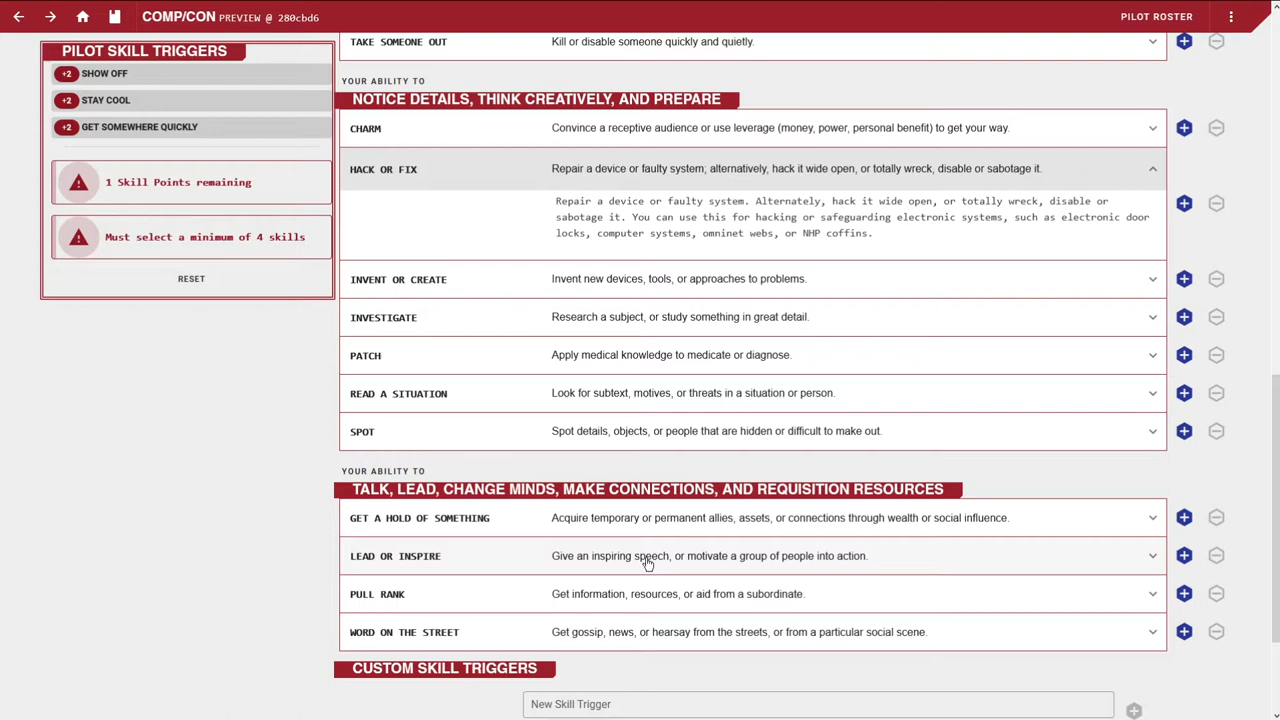 COMP/CON PREVIEW @ 280cbd6
PILOT ROSTER
PILOT SKILL TRIGGERS
+2 SHOW OFF
+2 STAY COOL
+2 GET SOMEWHERE QUICKLY
1 Skill Points remaining
Must select a minimum of 4 skills
RESET
TAKE SOMEONE OUT Kill or disable someone quickly and quietly.
YOUR ABILITY TO
NOTICE DETAILS, THINK CREATIVELY, AND PREPARE
CHARM Convince a receptive audience or use leverage (money, power, personal benefit) to get your way.
HACK OR FIX Repair a device or faulty system; alternatively, hack it wide open, or totally wreck, disable or sabotage it.
Repair a device or faulty system. Alternately, hack it wide open, or totally wreck, disable or
sabotage it. You can use this for hacking or safeguarding electronic systems, such as electronic door
locks, computer systems, omninet webs, or NHP coffins.
INVENT OR CREATE Invent new devices, tools, or approaches to problems.
INVESTIGATE Research a subject, or study something in great detail.
PATCH Apply medical knowledge to medicate or diagnose.
READ A SITUATION Look for subtext, motives, or threats in a situation or person.
SPOT Spot details, objects, or people that are hidden or difficult to make out.
YOUR ABILITY TO
TALK, LEAD, CHANGE MINDS, MAKE CONNECTIONS, AND REQUISITION RESOURCES
GET A HOLD OF SOMETHING Acquire temporary or permanent allies, assets, or connections through wealth or social influence.
LEAD OR INSPIRE Give an inspiring speech, or motivate a group of people into action.
PULL RANK Get information, resources, or aid from a subordinate.
WORD ON THE STREET Get gossip, news, or hearsay from the streets, or from a particular social scene.
CUSTOM SKILL TRIGGERS
New Skill Trigger